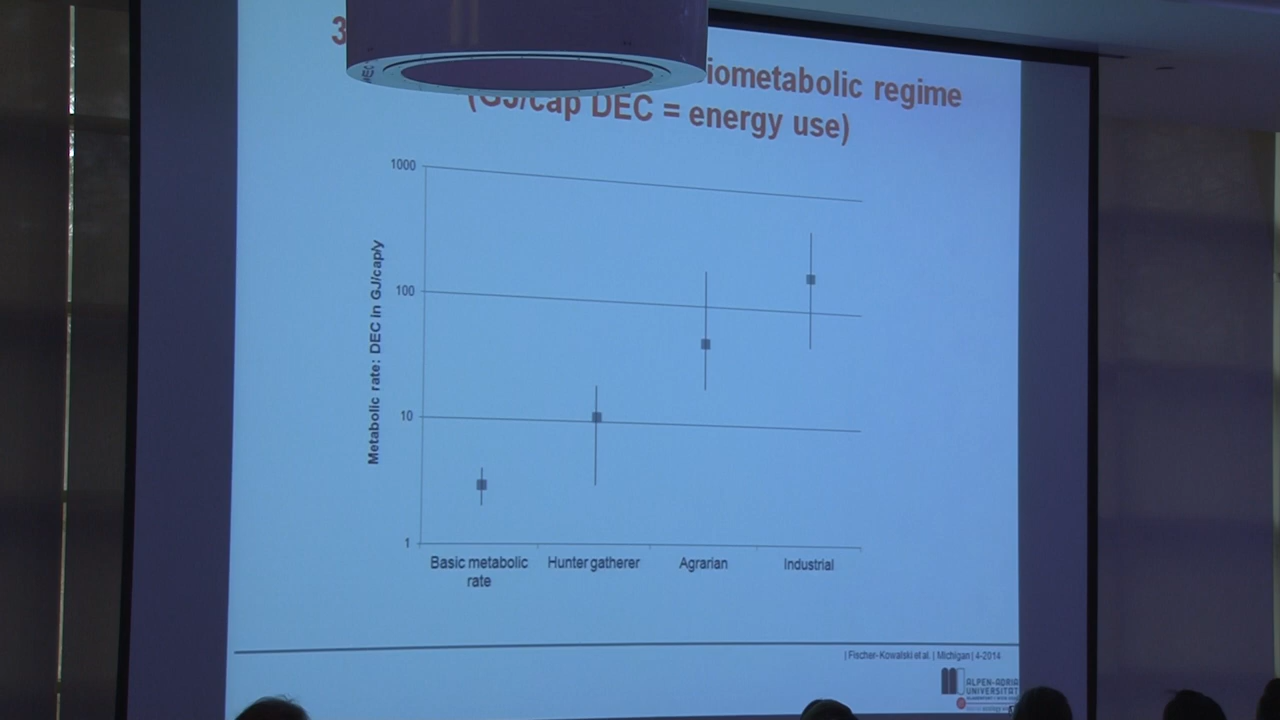 3
iometabolic regime
(GJ/cap DEC = energy use)
1000
100
10
1
Metabolic rate: DEC in GJ/cap/y
Basic metabolic
rate
Hunter gatherer
Agrarian
Industrial
| Fischer-Kowalski et al. | Michigan | 4-2014
ALPEN-ADRIA
UNIVERSITÄT